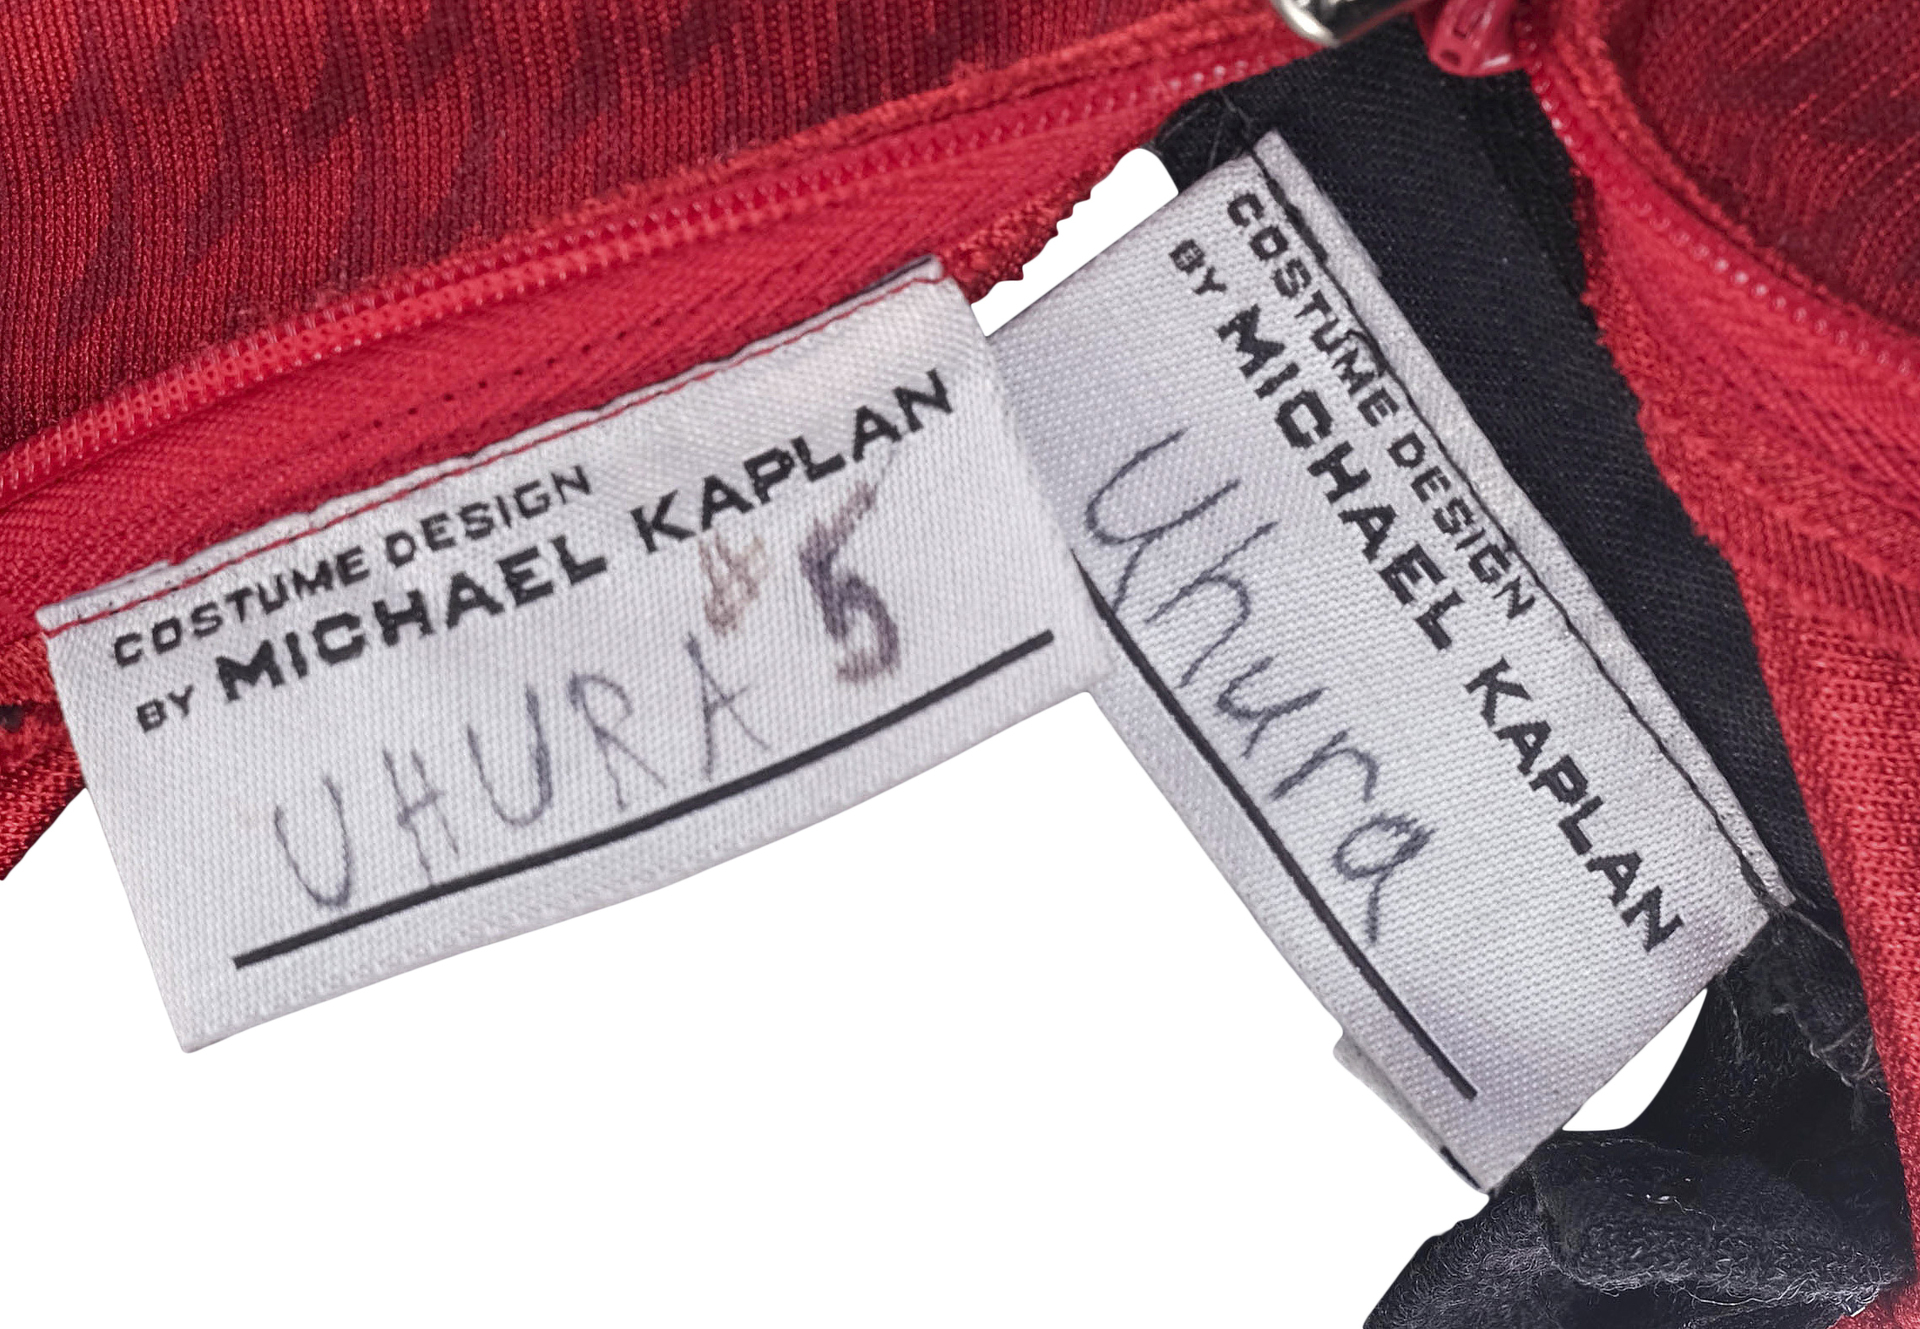 COSTUME DESIGN
BY MICHAEL KAPLAN
UHURA 5
COSTUME DESIGN
BY MICHAEL KAPLAN
Uhura